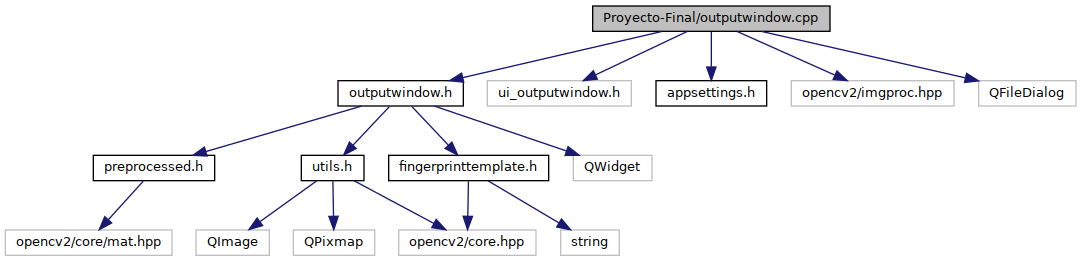 Proyecto-Final/outputwindow.cpp
outputwindow.h
ui_outputwindow.h
appsettings.h
opencv2/imgproc.hpp
QFileDialog
preprocessed.h
utils.h
fingerprinttemplate.h
QWidget
opencv2/core/mat.hpp
QImage
QPixmap
opencv2/core.hpp
string